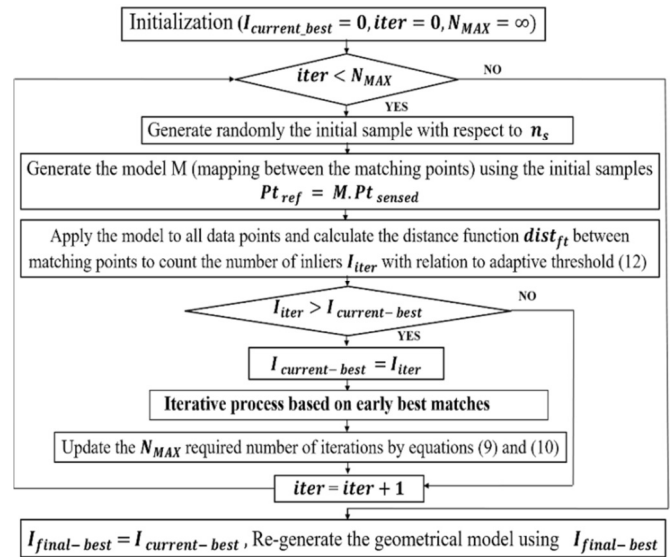 Initialization (I_current_best = 0, iter = 0, N_MAX = ∞)
iter < N_MAX
NO
YES
Generate randomly the initial sample with respect to n_s
Generate the model M (mapping between the matching points) using the initial samples
Pt_ref = M.Pt_sensed
Apply the model to all data points and calculate the distance function dist_ft between
matching points to count the number of inliers I_iter with relation to adaptive threshold (12)
I_iter > I_current-best
NO
YES
I_current-best = I_iter
Iterative process based on early best matches
Update the N_MAX required number of iterations by equations (9) and (10)
iter = iter + 1
I_final-best = I_current-best, Re-generate the geometrical model using I_final-best